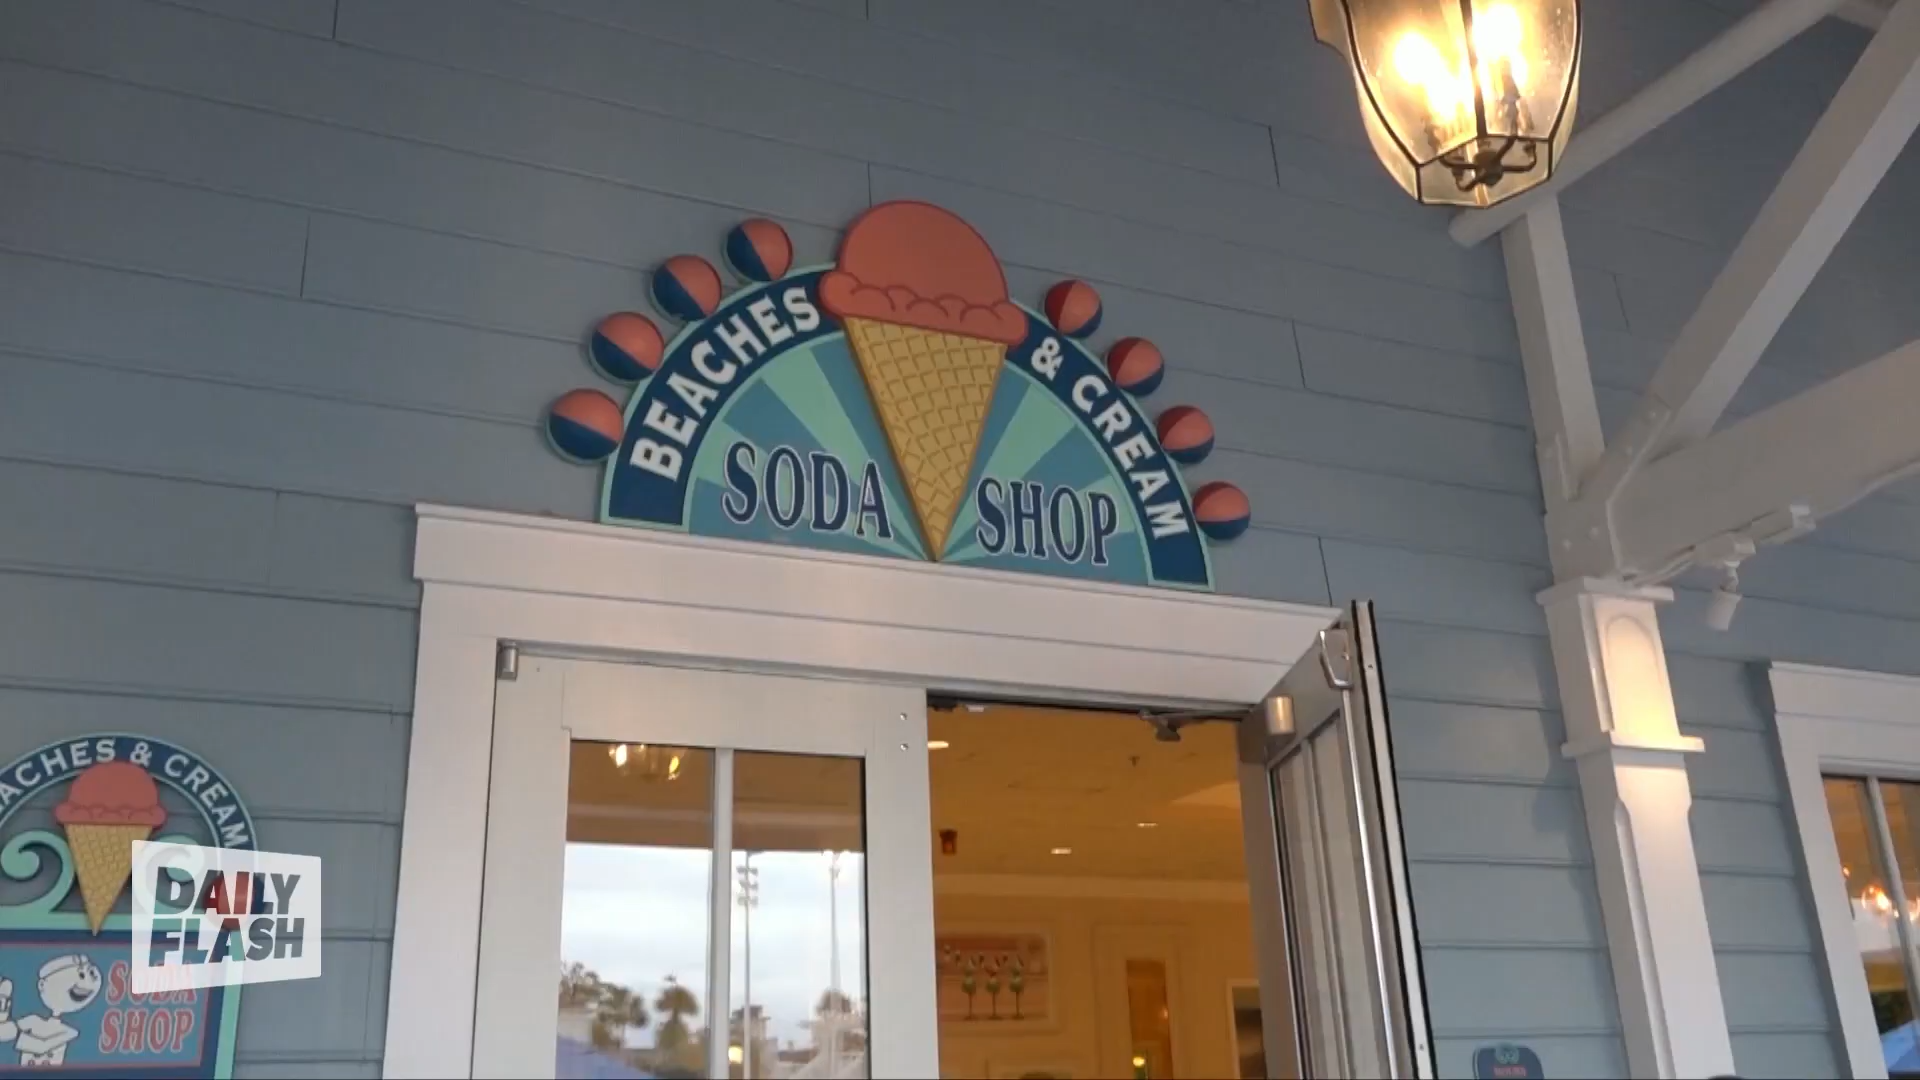 BEACHES & CREAM
SODA SHOP
ACHES & CREAM
SODA
SHOP
DAILY
FLASH